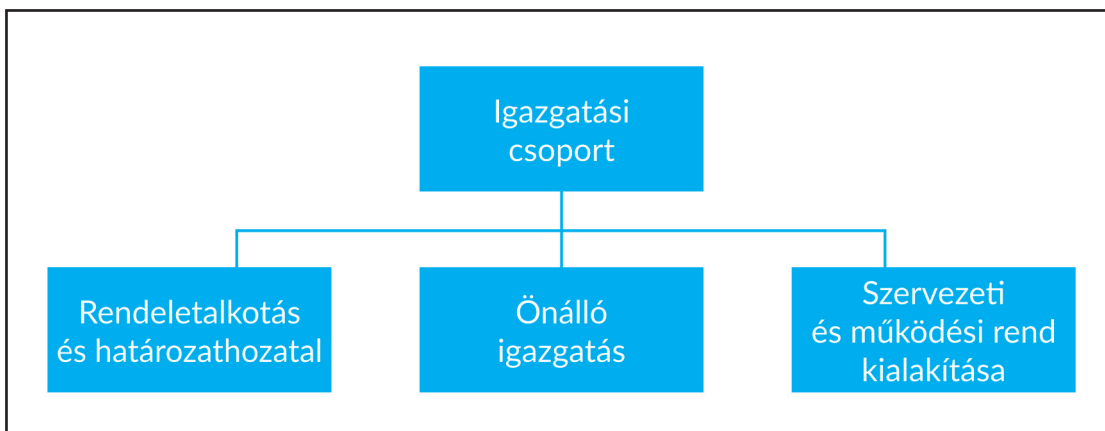 Igazgatási
csoport
Rendeletalkotás
és határozathozatal
Önálló
igazgatás
Szervezeti
és működési rend
kialakítása